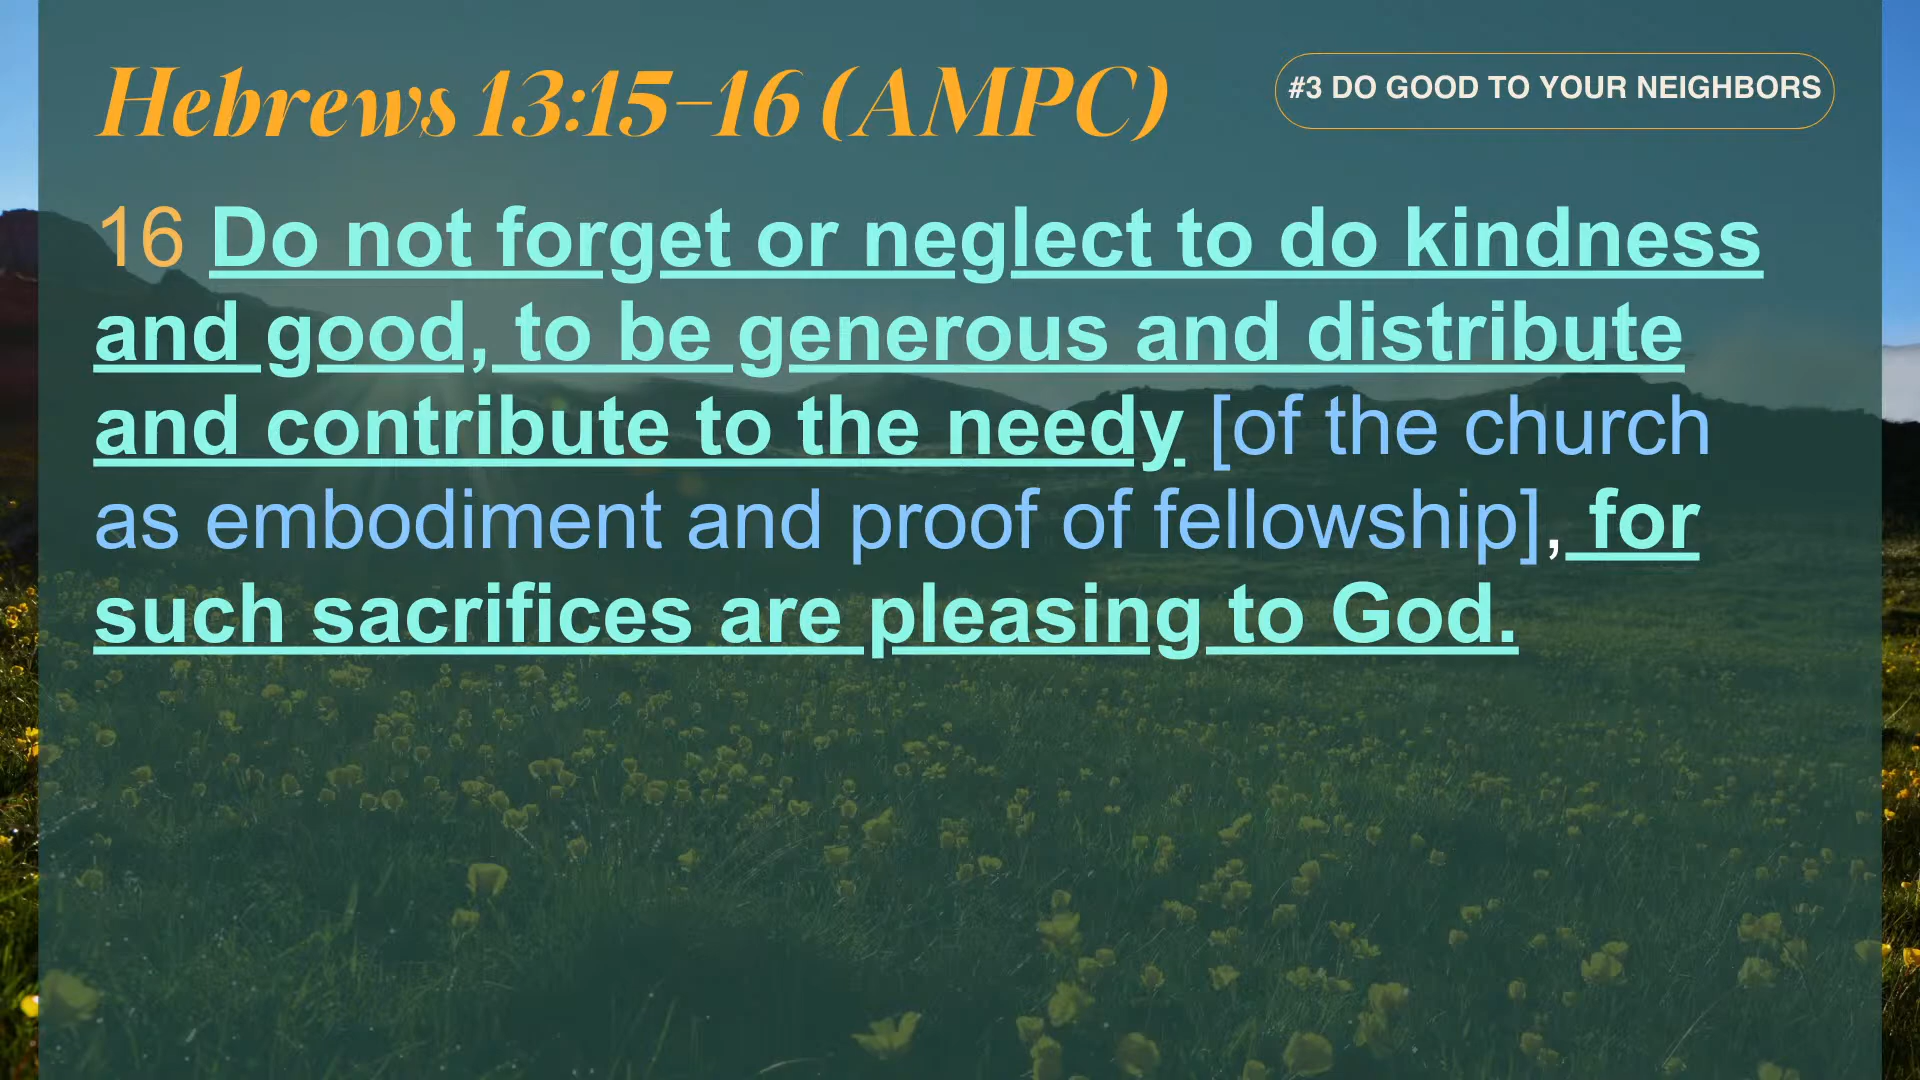 Hebrews 13:15–16 (AMPC)
#3 DO GOOD TO YOUR NEIGHBORS
16 Do not forget or neglect to do kindness
and good, to be generous and distribute
and contribute to the needy [of the church
as embodiment and proof of fellowship], for
such sacrifices are pleasing to God.